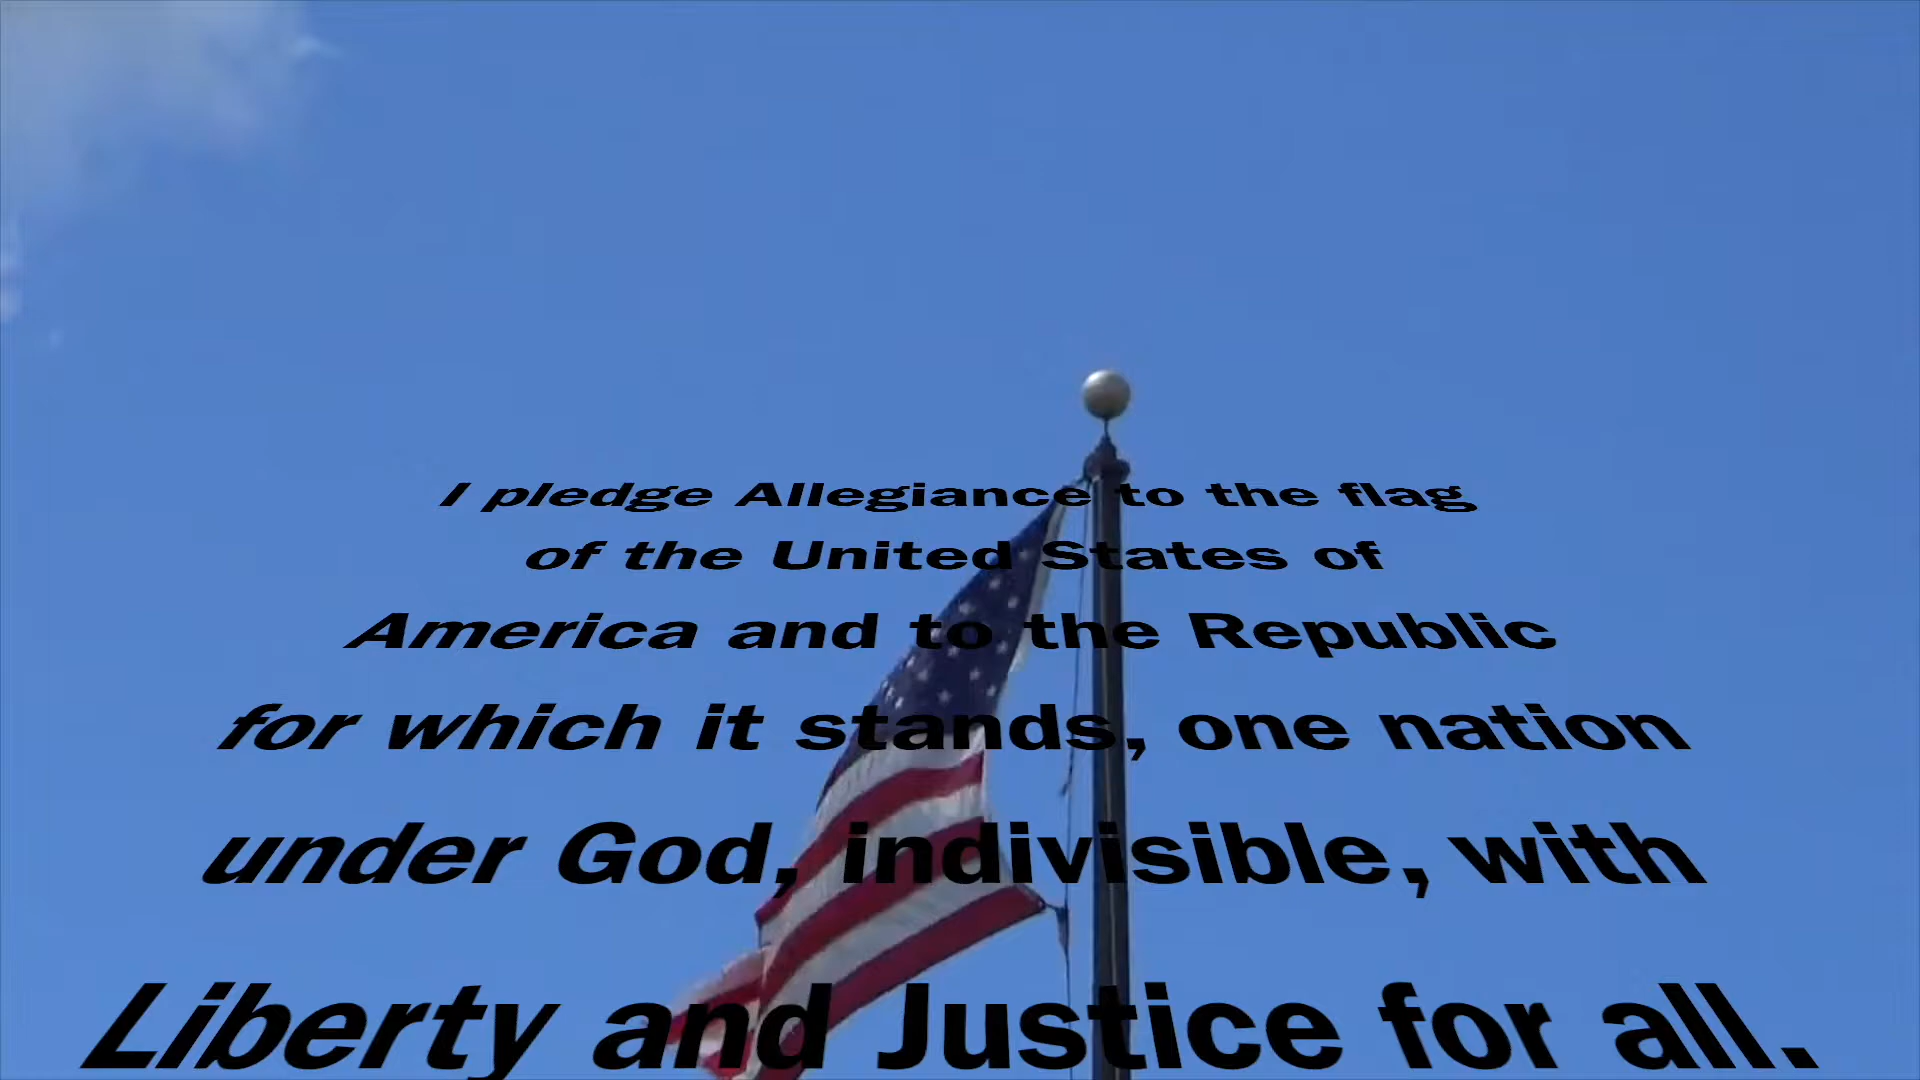 I pledge Allegiance to the flag
of the United States of
America and to the Republic
for which it stands, one nation
under God, indivisible, with
Liberty and Justice for all.